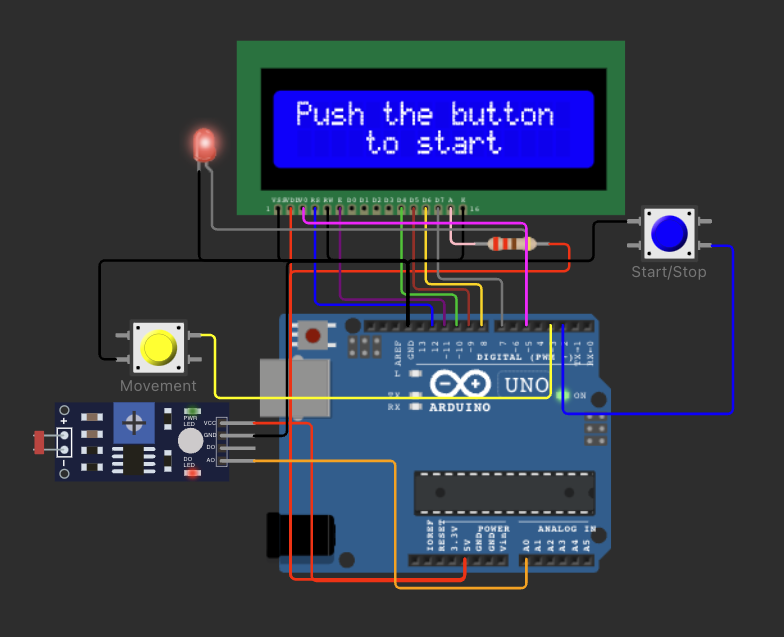 Push the button
to start
VSS VDD V0 RS RW E D0 D1 D2 D3 D4 D5 D6 D7 A K
1 16
Start/Stop
AREF
GND
13
12
~11
~10
~9
8
7
~6
~5
4
~3
2
TX→1
RX←0
DIGITAL (PWM ~)
UNO
ON
RX
ARDUINO
Movement
PWR
LED
VCC
GND
DO
AO
DO
LED
+
−
IOREF
RESET
3.3V
5V
GND
GND
Vin
POWER
ANALOG IN
A0
A1
A2
A3
A4
A5